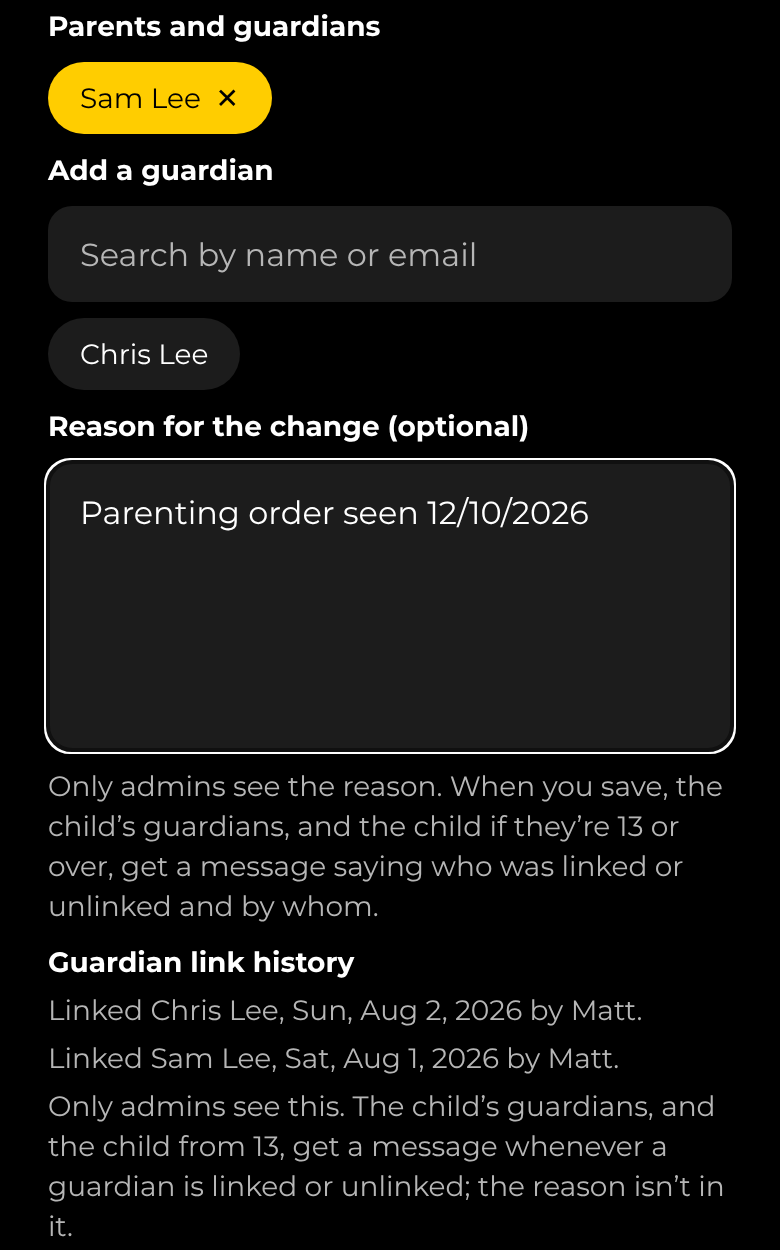 Parents and guardians
Sam Lee ✕
Add a guardian
Search by name or email
Chris Lee
Reason for the change (optional)
Parenting order seen 12/10/2026
Only admins see the reason. When you save, the
child’s guardians, and the child if they’re 13 or
over, get a message saying who was linked or
unlinked and by whom.
Guardian link history
Linked Chris Lee, Sun, Aug 2, 2026 by Matt.
Linked Sam Lee, Sat, Aug 1, 2026 by Matt.
Only admins see this. The child’s guardians, and
the child from 13, get a message whenever a
guardian is linked or unlinked; the reason isn’t in
it.